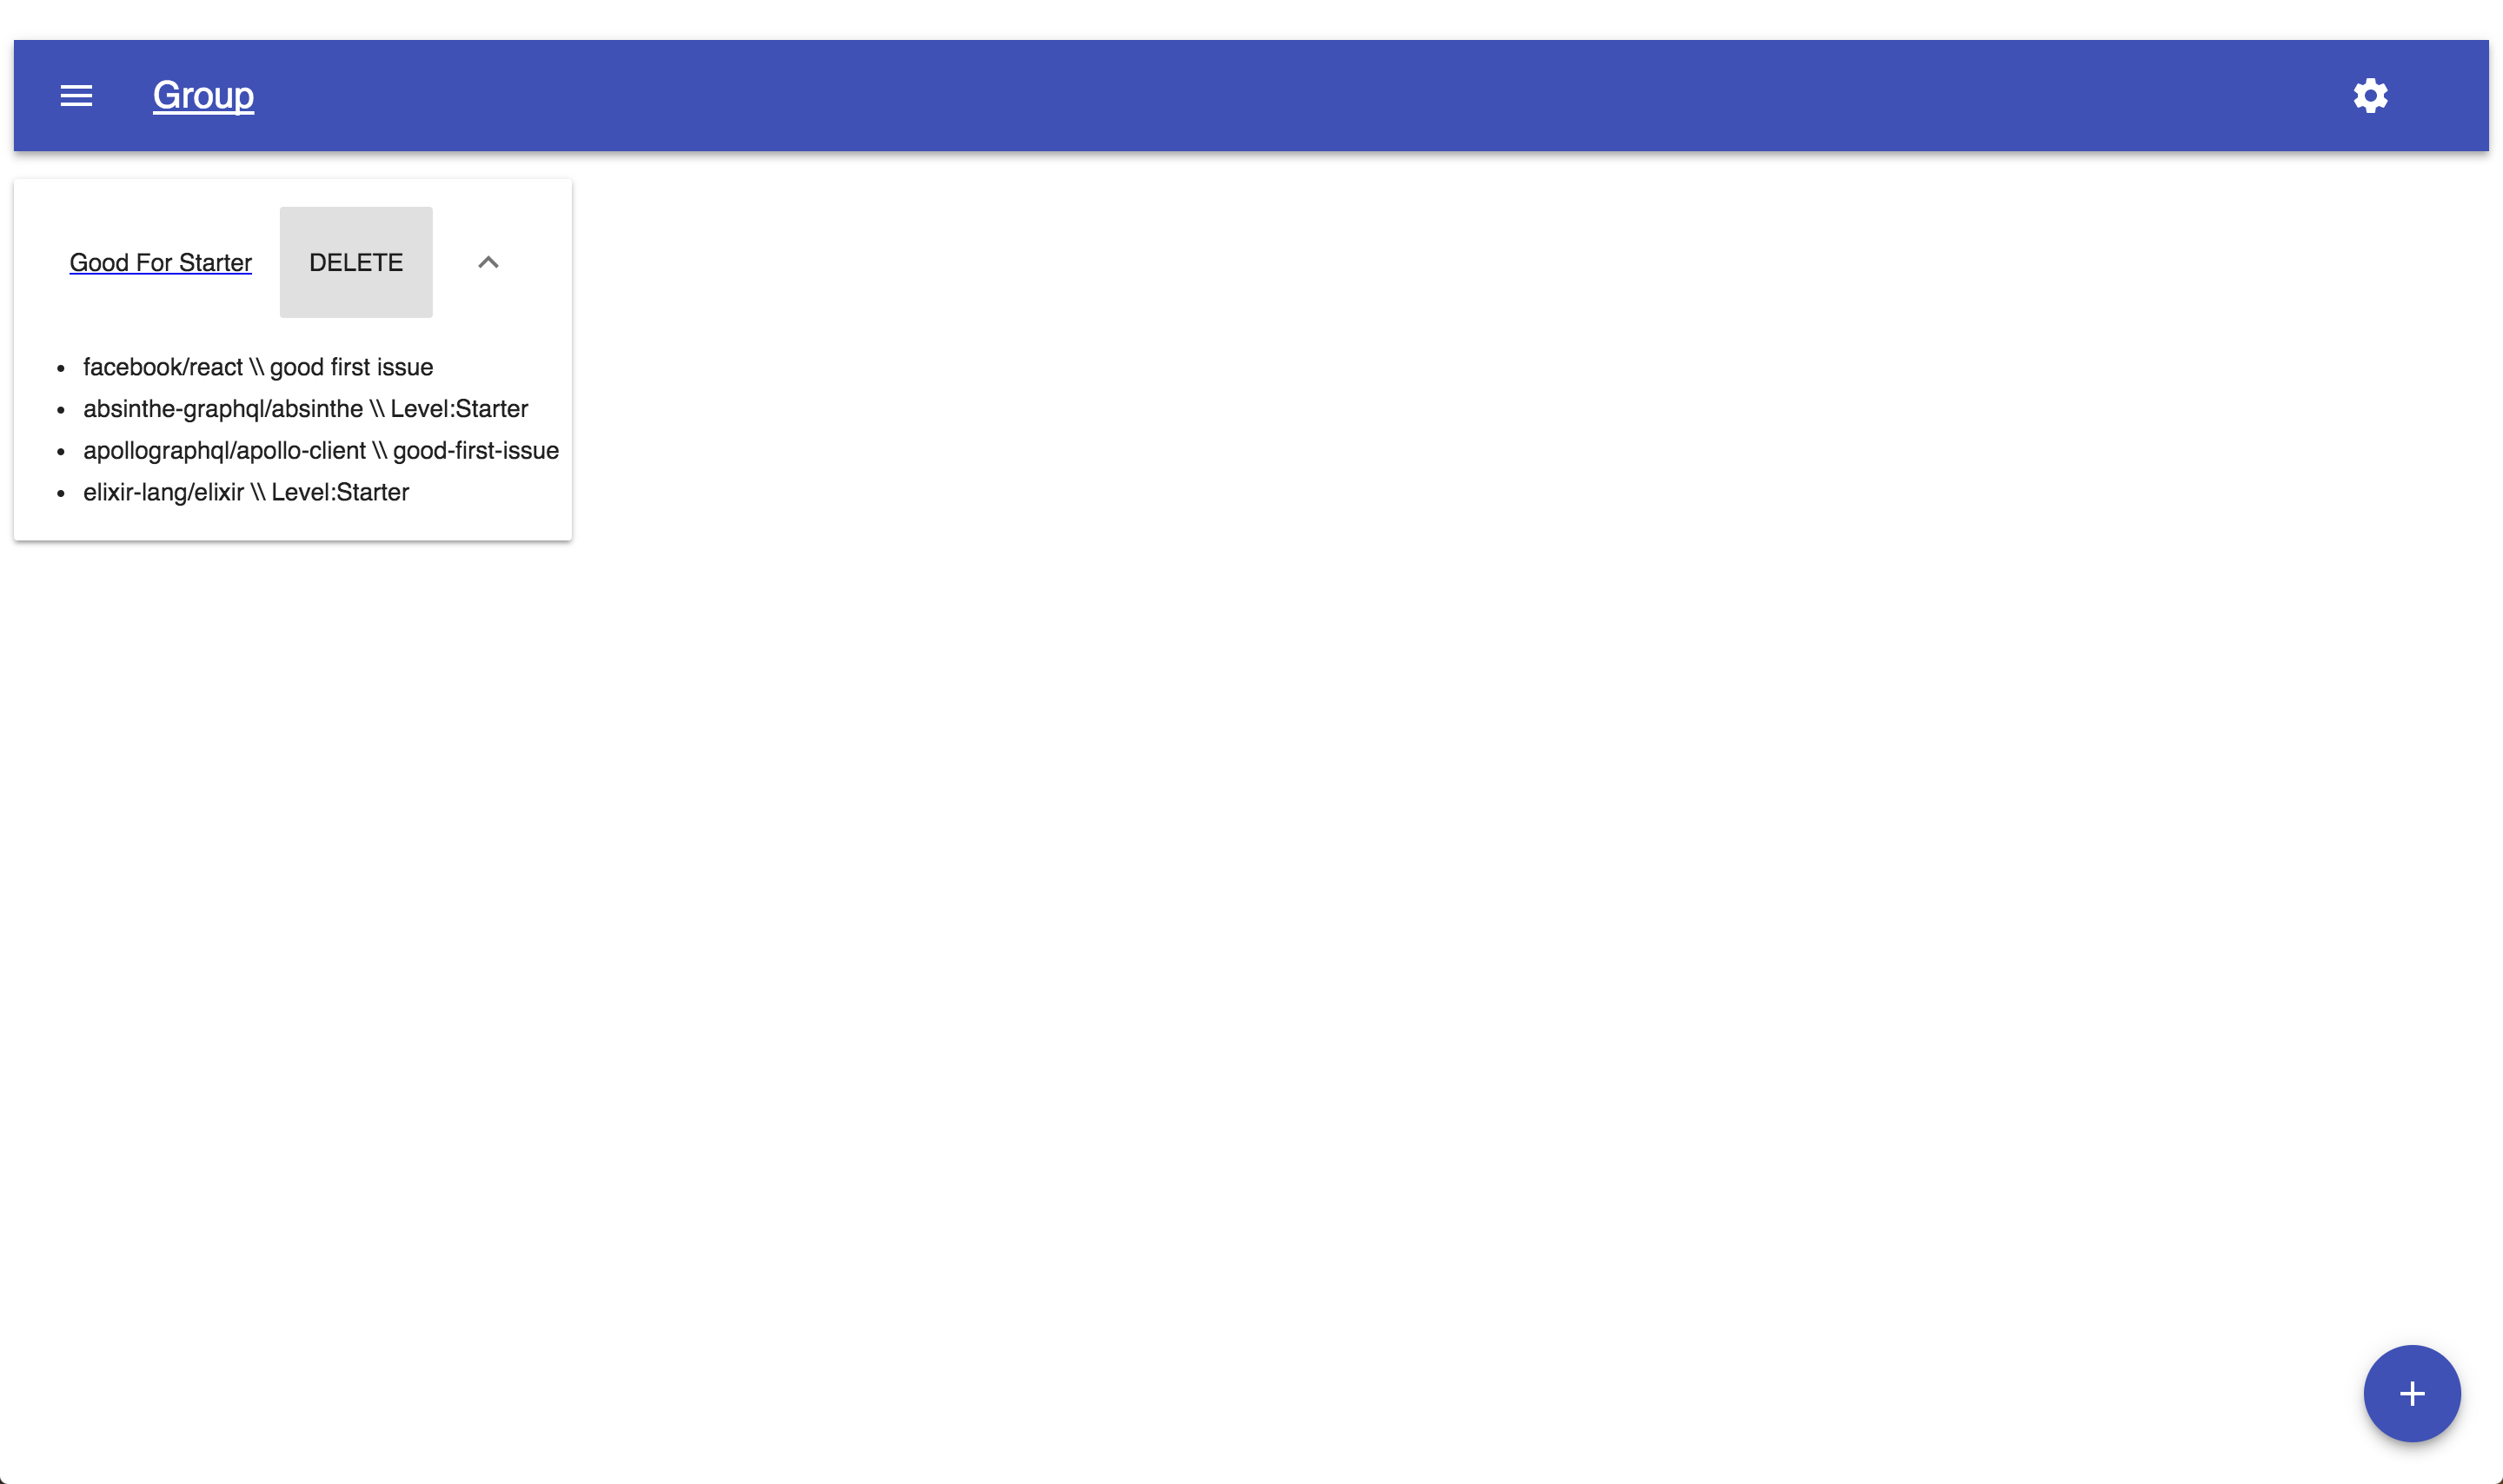 Group
Good For Starter
DELETE
facebook/react \\ good first issue
absinthe-graphql/absinthe \\ Level:Starter
apollographql/apollo-client \\ good-first-issue
elixir-lang/elixir \\ Level:Starter